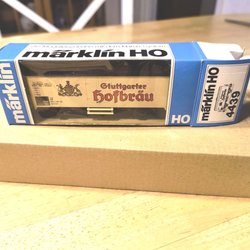 märklin HO
Stuttgarter
Hofbräu
märklin
HO
märklin HO
4439